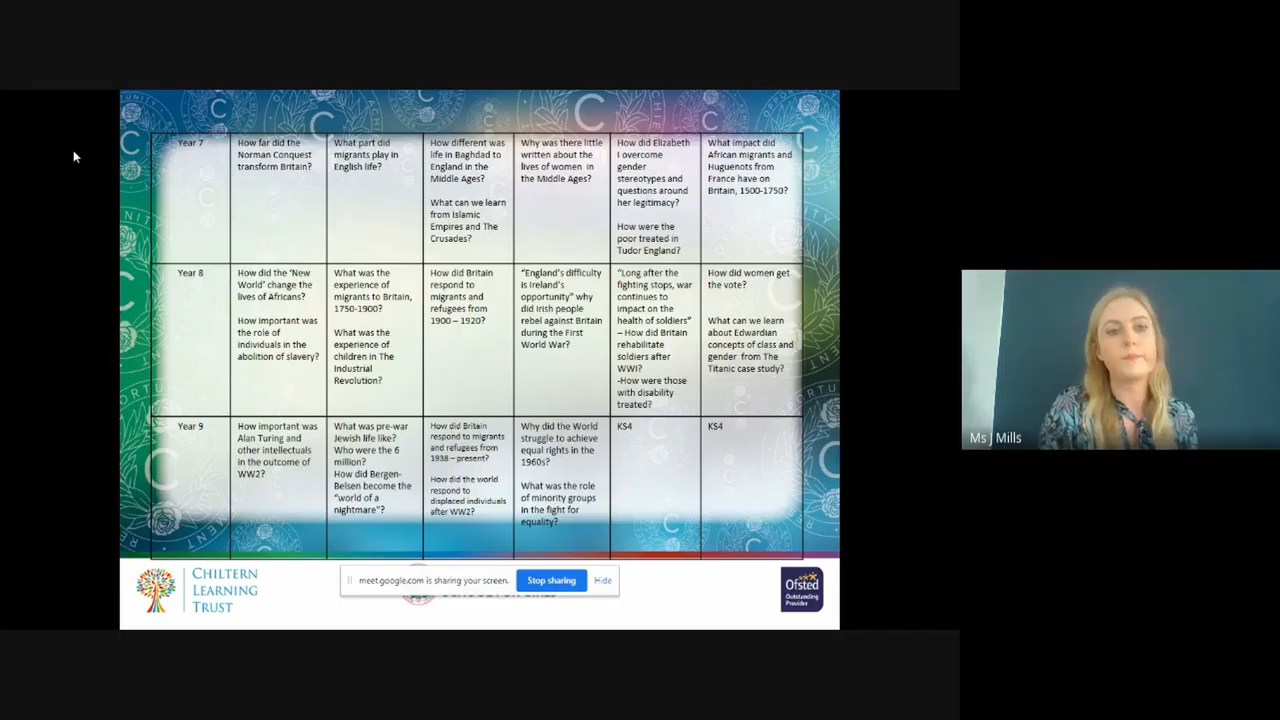 Year 7
How far did the
Norman Conquest
transform Britain?
What part did
migrants play in
English life?
How different was
life in Baghdad to
England in the
Middle Ages?
What can we learn
from Islamic
Empires and The
Crusades?
Why was there little
written about the
lives of women in
the Middle Ages?
How did Elizabeth
I overcome
gender
stereotypes and
questions around
her legitimacy?
How were the
poor treated in
Tudor England?
What impact did
African migrants and
Huguenots from
France have on
Britain, 1500-1750?
Year 8
How did the ‘New
World’ change the
lives of Africans?
How important was
the role of
individuals in the
abolition of slavery?
What was the
experience of
migrants to Britain,
1750-1900?
What was the
experience of
children in The
Industrial
Revolution?
How did Britain
respond to
migrants and
refugees from
1900 – 1920?
“England’s difficulty
is Ireland’s
opportunity” why
did Irish people
rebel against Britain
during the First
World War?
“Long after the
fighting stops, war
continues to
impact on the
health of soldiers”
– How did Britain
rehabilitate
soldiers after
WWI?
-How were those
with disability
treated?
How did women get
the vote?
What can we learn
about Edwardian
concepts of class and
gender from The
Titanic case study?
Year 9
How important was
Alan Turing and
other intellectuals
in the outcome of
WW2?
What was pre-war
Jewish life like?
Who were the 6
million?
How did Bergen-
Belsen become the
“world of a
nightmare”?
How did Britain
respond to migrants
and refugees from
1938 – present?
How did the world
respond to
displaced individuals
after WW2?
Why did the World
struggle to achieve
equal rights in the
1960s?
What was the role
of minority groups
in the fight for
equality?
KS4
KS4
CHILTERN
LEARNING
TRUST
meet.google.com is sharing your screen.
Stop sharing
Hide
Ofsted
Outstanding
Provider
Ms J Mills